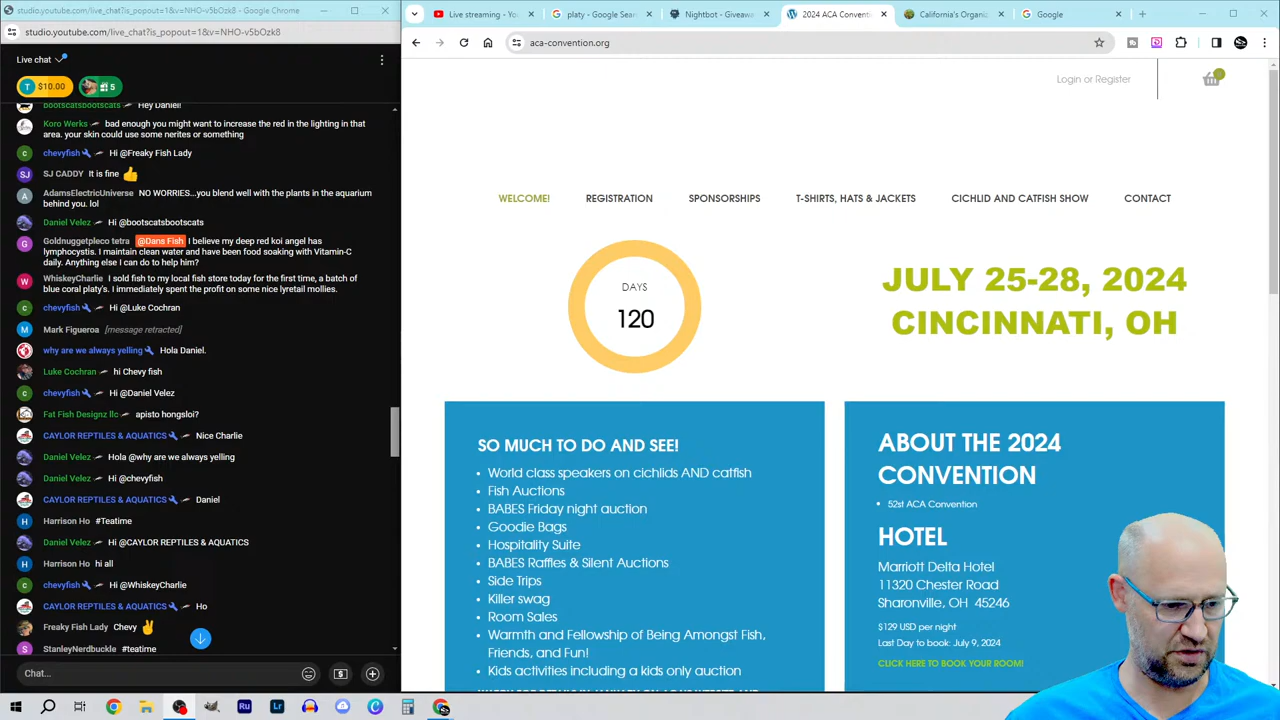 studio.youtube.com/live_chat?is_popout=1&v=NHO-v5bOzk8 - Google Chrome
studio.youtube.com/live_chat?is_popout=1&v=NHO-v5bOzk8
Live chat
T $10.00
5
bootscatsbootscats Hey Daniel!
Koro Werks bad enough you might want to increase the red in the lighting in that
area. your skin could use some nerites or something
c chevyfish Hi @Freaky Fish Lady
SJ SJ CADDY It is fine
A AdamsElectricUniverse NO WORRIES...you blend well with the plants in the aquarium
behind you. lol
Daniel Velez Hi @bootscatsbootscats
G Goldnuggetpleco tetra @Dans Fish I believe my deep red koi angel has
lymphocystis. I maintain clean water and have been food soaking with Vitamin-C
daily. Anything else I can do to help him?
W WhiskeyCharlie I sold fish to my local fish store today for the first time, a batch of
blue coral platy's. I immediately spent the profit on some nice lyretail mollies.
c chevyfish Hi @Luke Cochran
M Mark Figueroa [message retracted]
why are we always yelling Hola Daniel.
Luke Cochran hi Chevy fish
c chevyfish Hi @Daniel Velez
Fat Fish Designz llc apisto hongsloi?
CAYLOR REPTILES & AQUATICS Nice Charlie
Daniel Velez Hola @why are we always yelling
Daniel Velez Hi @chevyfish
CAYLOR REPTILES & AQUATICS Daniel
H Harrison Ho #Teatime
Daniel Velez Hi @CAYLOR REPTILES & AQUATICS
H Harrison Ho hi all
c chevyfish Hi @WhiskeyCharlie
CAYLOR REPTILES & AQUATICS Ho
Freaky Fish Lady Chevy
S StanleyNerdbuckle #teatime
Chat...
Live streaming - Yo
platy - Google Sear
Nightbot - Giveaw
2024 ACA Conventi
California's Organiz
Google
aca-convention.org
Login or Register
WELCOME! REGISTRATION SPONSORSHIPS T-SHIRTS, HATS & JACKETS CICHLID AND CATFISH SHOW CONTACT
DAYS
120
JULY 25-28, 2024
CINCINNATI, OH
SO MUCH TO DO AND SEE!
• World class speakers on cichlids AND catfish
• Fish Auctions
• BABES Friday night auction
• Goodie Bags
• Hospitality Suite
• BABES Raffles & Silent Auctions
• Side Trips
• Killer swag
• Room Sales
• Warmth and Fellowship of Being Amongst Fish,
Friends, and Fun!
• Kids activities including a kids only auction
ABOUT THE 2024
CONVENTION
• 52st ACA Convention
HOTEL
Marriott Delta Hotel
11320 Chester Road
Sharonville, OH 45246
$129 USD per night
Last Day to book: July 9, 2024
CLICK HERE TO BOOK YOUR ROOM!
Ru
Lr